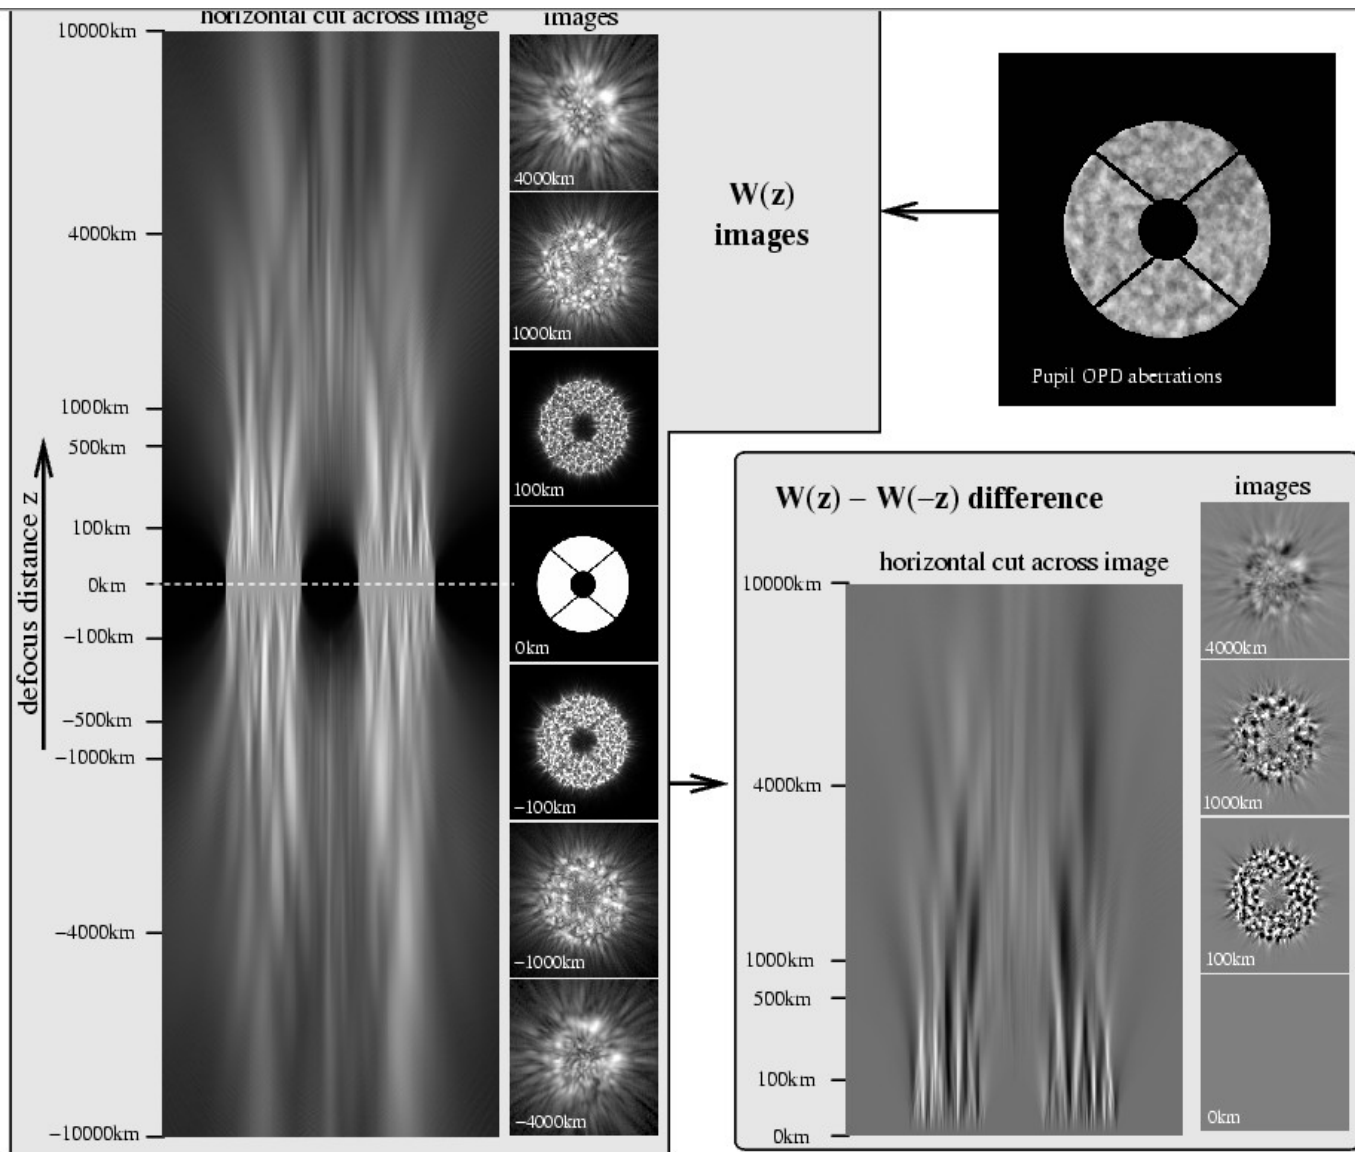 horizontal cut across image
images
10000km
4000km
1000km
500km
100km
0km
−100km
−500km
−1000km
−4000km
−10000km
defocus distance z
4000km
1000km
100km
0km
−100km
−1000km
−4000km
W(z)
images
Pupil OPD aberrations
W(z) − W(−z) difference
images
horizontal cut across image
10000km
4000km
1000km
500km
100km
0km
4000km
1000km
100km
0km